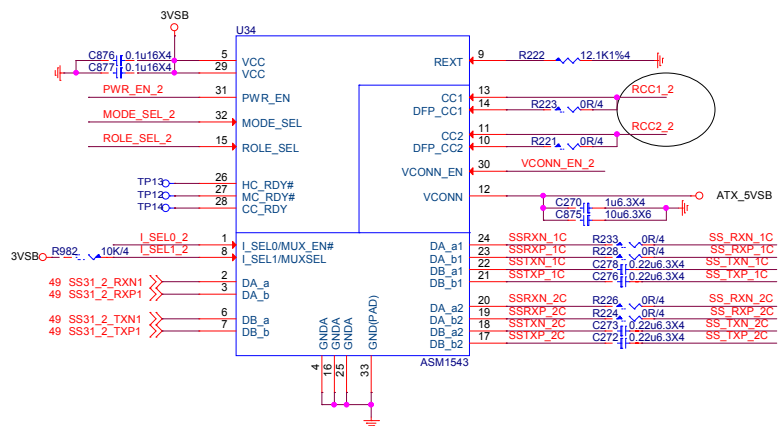 3VSB
U34
C876 0.1u16X4
C877 0.1u16X4
5 VCC
29 VCC
PWR_EN_2 31 PWR_EN
MODE_SEL_2 32 MODE_SEL
ROLE_SEL_2 15 ROLE_SEL
TP13 26 HC_RDY#
TP12 27 MC_RDY#
TP14 28 CC_RDY
I_SEL0_2 1 I_SEL0/MUX_EN#
3VSB R982 10K/4 I_SEL1_2 8 I_SEL1/MUXSEL
49 SS31_2_RXN1 2 DA_a
49 SS31_2_RXP1 3 DA_b
49 SS31_2_TXN1 6 DB_a
49 SS31_2_TXP1 7 DB_b
REXT 9 R222 12.1K1%4
CC1 13 RCC1_2
DFP_CC1 14 R223 0R/4
CC2 11 RCC2_2
DFP_CC2 10 R221 0R/4
VCONN_EN 30 VCONN_EN_2
VCONN 12 ATX_5VSB
C270 1u6.3X4
C875 10u6.3X6
DA_a1 24 SSRXN_1C R233 0R/4 SS_RXN_1C
DA_b1 23 SSRXP_1C R228 0R/4 SS_RXP_1C
DB_a1 22 SSTXN_1C C278 0.22u6.3X4 SS_TXN_1C
DB_b1 21 SSTXP_1C C276 0.22u6.3X4 SS_TXP_1C
DA_a2 20 SSRXN_2C R226 0R/4 SS_RXN_2C
DA_b2 19 SSRXP_2C R224 0R/4 SS_RXP_2C
DB_a2 18 SSTXN_2C C273 0.22u6.3X4 SS_TXN_2C
DB_b2 17 SSTXP_2C C272 0.22u6.3X4 SS_TXP_2C
GNDA
GNDA
GNDA
GND(PAD)
4
16
25
33
ASM1543